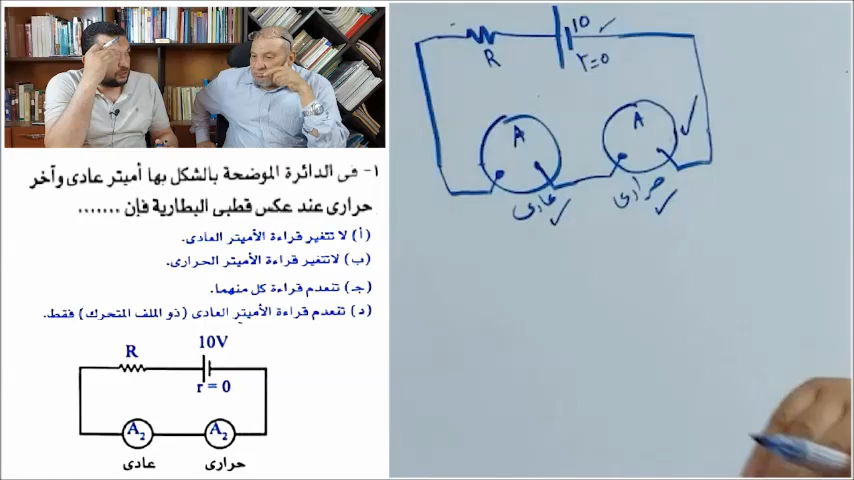 ١- فى الدائرة الموضحة بالشكل بها أميتر عادى وآخر
حرارى عند عكس قطبى البطارية فإن .......
(أ) لا تتغير قراءة الأميتر العادى.
(ب) لاتتغير قراءة الأميتر الحرارى.
(جـ) تنعدم قراءة كل منهما.
(د) تنعدم قراءة الأميتر العادى (ذو الملف المتحرك) فقط.
R
10V
r = 0
A2
A2
عادى
حرارى
10
R
r=0
A
A
عادى
حرارى